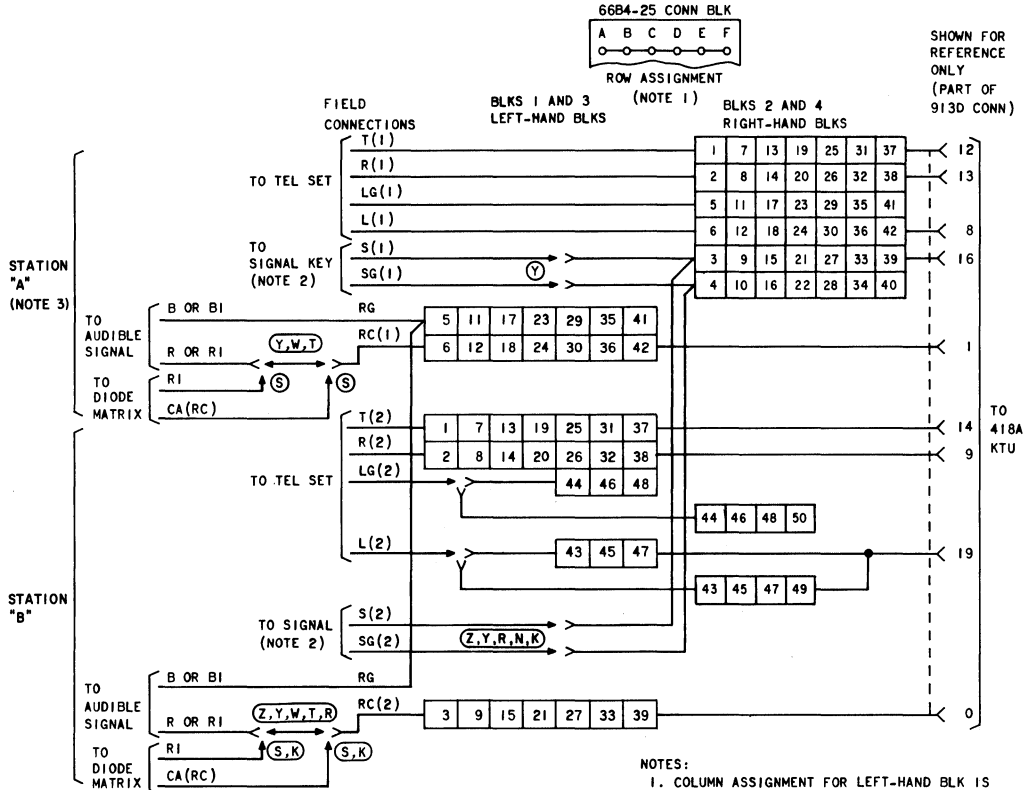 66B4-25 CONN BLK
A B C D E F
ROW ASSIGNMENT
(NOTE 1)
SHOWN FOR
REFERENCE
ONLY
(PART OF
913D CONN)
FIELD
CONNECTIONS
BLKS 1 AND 3
LEFT-HAND BLKS
BLKS 2 AND 4
RIGHT-HAND BLKS
T(1)
1 7 13 19 25 31 37
12
R(1)
2 8 14 20 26 32 38
13
TO TEL SET
LG(1)
5 11 17 23 29 35 41
L(1)
6 12 18 24 30 36 42
8
TO
SIGNAL KEY
(NOTE 2)
S(1)
3 9 15 21 27 33 39
16
SG(1)
Y
4 10 16 22 28 34 40
STATION
"A"
(NOTE 3)
TO
AUDIBLE
SIGNAL
B OR B1
RG
5 11 17 23 29 35 41
R OR R1
Y,W,T
RC(1)
6 12 18 24 30 36 42
1
TO
DIODE
MATRIX
R1
S
S
CA(RC)
T(2)
1 7 13 19 25 31 37
14
TO
418A
KTU
R(2)
2 8 14 20 26 32 38
9
TO TEL SET
LG(2)
44 46 48
44 46 48 50
L(2)
43 45 47
19
43 45 47 49
STATION
"B"
TO SIGNAL
(NOTE 2)
S(2)
SG(2)
Z,Y,R,N,K
TO
AUDIBLE
SIGNAL
B OR B1
RG
R OR R1
Z,Y,W,T,R
RC(2)
3 9 15 21 27 33 39
0
TO
DIODE
MATRIX
R1
S,K
S,K
CA(RC)
NOTES:
1. COLUMN ASSIGNMENT FOR LEFT-HAND BLK IS